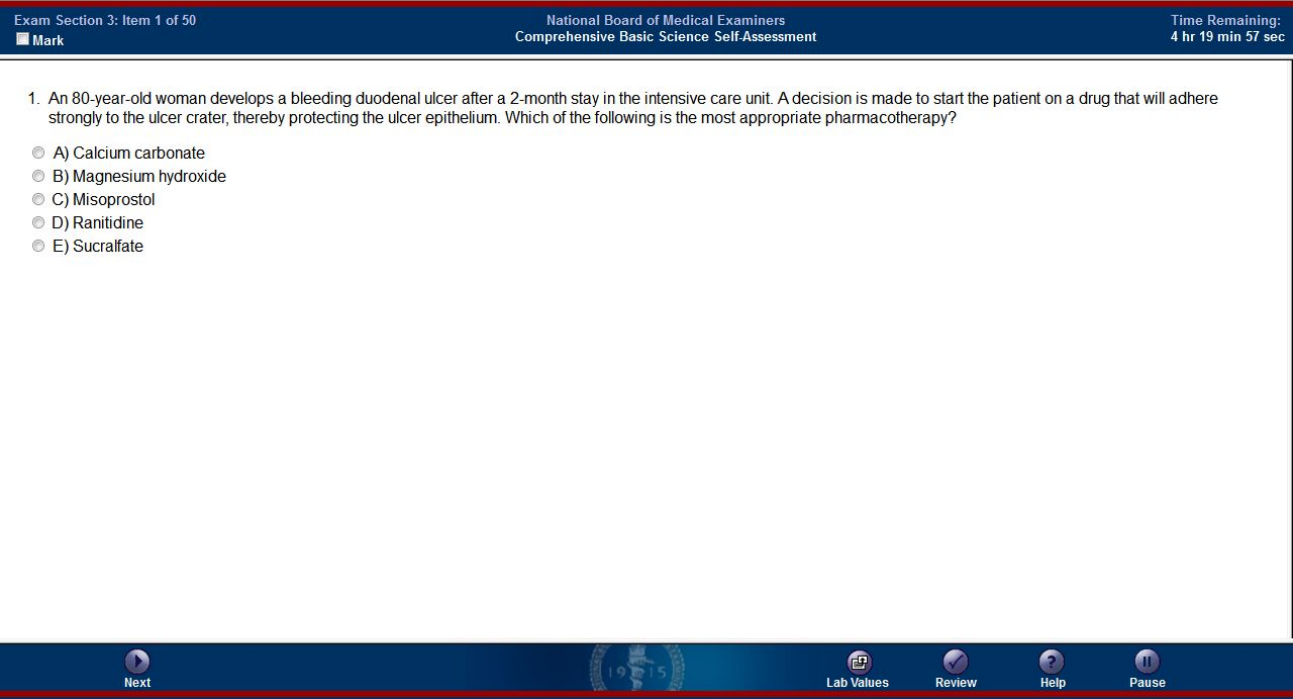 Exam Section 3: Item 1 of 50
National Board of Medical Examiners
Time Remaining:
Mark
Comprehensive Basic Science Self-Assessment
4 hr 19 min 57 sec
1. An 80-year-old woman develops a bleeding duodenal ulcer after a 2-month stay in the intensive care unit. A decision is made to start the patient on a drug that will adhere
strongly to the ulcer crater, thereby protecting the ulcer epithelium. Which of the following is the most appropriate pharmacotherapy?
A) Calcium carbonate
B) Magnesium hydroxide
C) Misoprostol
D) Ranitidine
E) Sucralfate
1915
Next
Lab Values
Review
Help
Pause